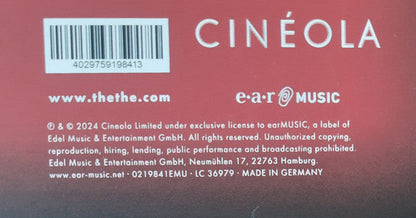 CINÉOLA
4029759198413
www.thethe.com
e·a·r MUSIC
℗ & © 2024 Cineola Limited under exclusive license to earMUSIC, a label of
Edel Music & Entertainment GmbH. All rights reserved. Unauthorized copying,
reproduction, hiring, lending, public performance and broadcasting prohibited.
Edel Music & Entertainment GmbH, Neumühlen 17, 22763 Hamburg.
www.ear-music.net · 0219841EMU · LC 36979 · MADE IN GERMANY